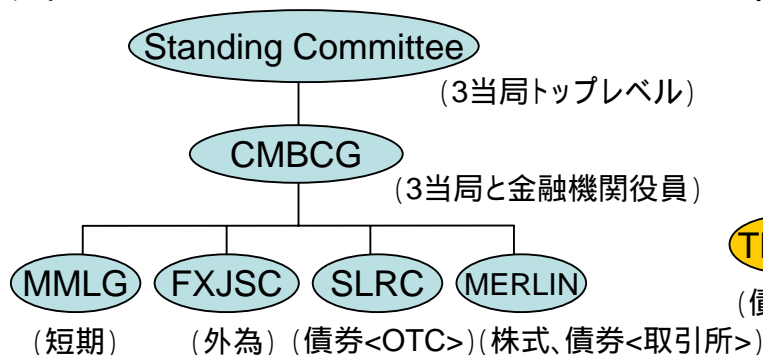 Standing Committee
(3当局トップレベル)
CMBCG
(3当局と金融機関役員)
MMLG FXJSC SLRC MERLIN
(短期) (外為) (債券<OTC>) (株式、債券<取引所>)